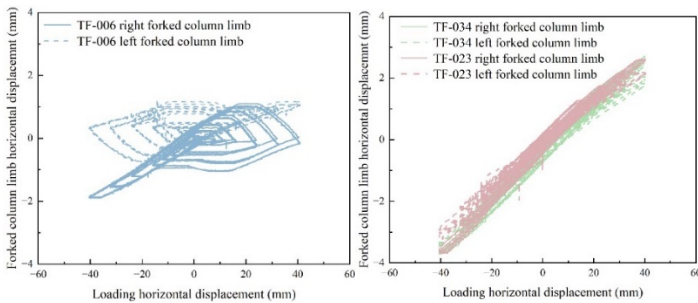 TF-006 right forked column limb
TF-006 left forked column limb
Forked column limb horizontal displacement (mm)
4
2
0
−2
−4
−60
−40
−20
0
20
40
60
Loading horizontal displacement (mm)
TF-034 right forked column limb
TF-034 left forked column limb
TF-023 right forked column limb
TF-023 left forked column limb
Forked column limb horizontal displacemnt (mm)
4
2
0
−2
−4
−60
−40
−20
0
20
40
60
Loading horizontal displacement (mm)